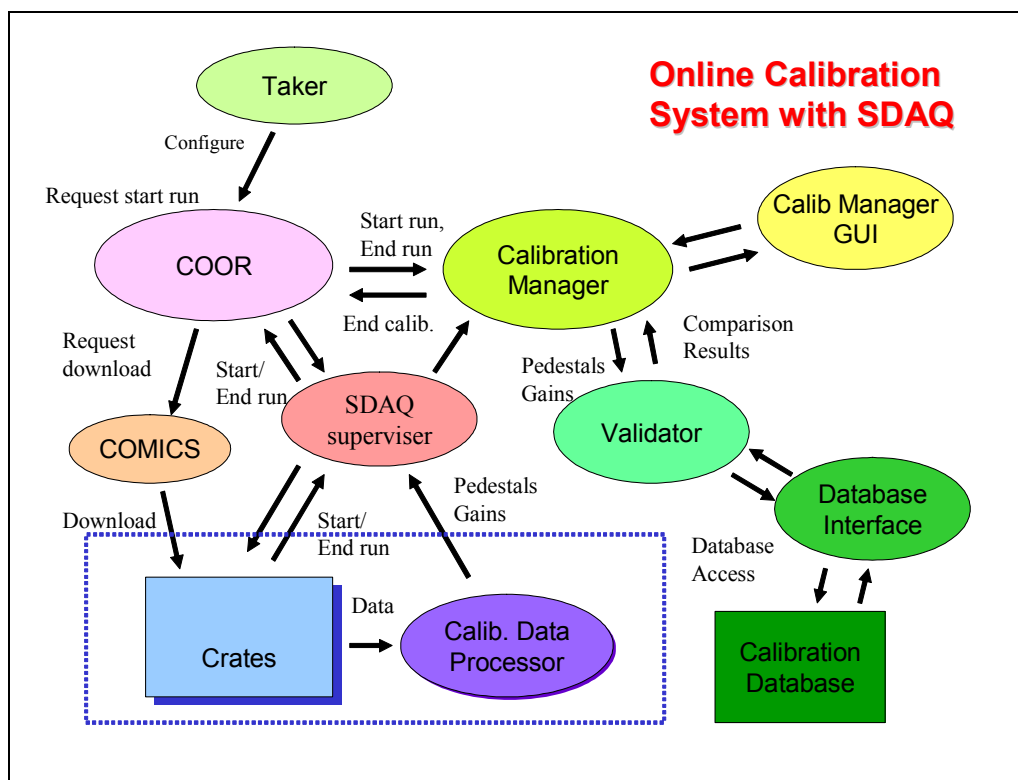 Online Calibration
System with SDAQ
Taker
Configure
Request start run
COOR
Start run,
End run
Calibration
Manager
Calib Manager
GUI
End calib.
Request
download
Start/
End run
Comparison
Results
Pedestals
Gains
SDAQ
superviser
COMICS
Validator
Pedestals
Gains
Database
Interface
Download
Start/
End run
Database
Access
Data
Crates
Calib. Data
Processor
Calibration
Database